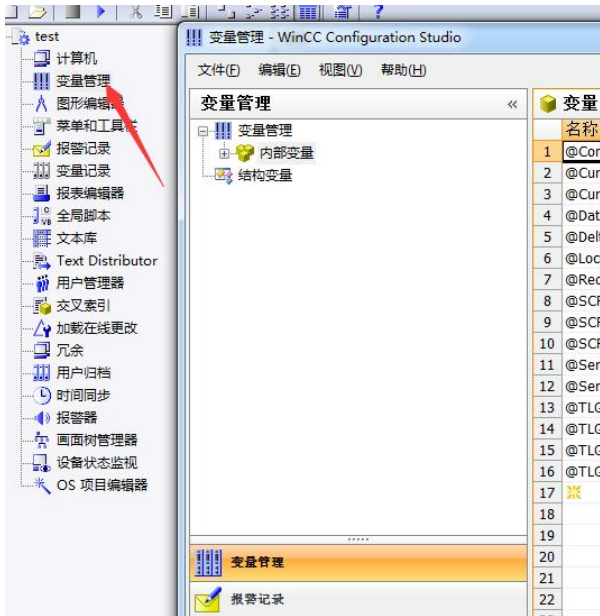 test
计算机
变量管理
图形编辑器
菜单和工具栏
报警记录
变量记录
报表编辑器
全局脚本
文本库
Text Distributor
用户管理器
交叉索引
加载在线更改
冗余
用户归档
时间同步
报警器
画面树管理器
设备状态监视
OS 项目编辑器
变量管理 - WinCC Configuration Studio
文件(F) 编辑(E) 视图(V) 帮助(H)
变量管理 «
变量管理
内部变量
结构变量
变量管理
报警记录
变量
名称
1 @Cor
2 @Cur
3 @Cur
4 @Dat
5 @Del
6 @Loc
7 @Red
8 @SCF
9 @SCF
10 @SCF
11 @Ser
12 @Ser
13 @TLG
14 @TLG
15 @TLG
16 @TLG
17
18
19
20
21
22